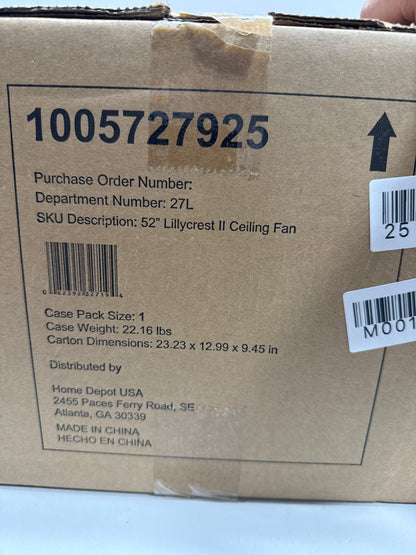 1005727925
Purchase Order Number:
Department Number: 27L
SKU Description: 52" Lillycrest II Ceiling Fan
Case Pack Size: 1
Case Weight: 22.16 lbs
Carton Dimensions: 23.23 x 12.99 x 9.45 in
Distributed by
Home Depot USA
2455 Paces Ferry Road, SE
Atlanta, GA 30339
MADE IN CHINA
HECHO EN CHINA
25
M001